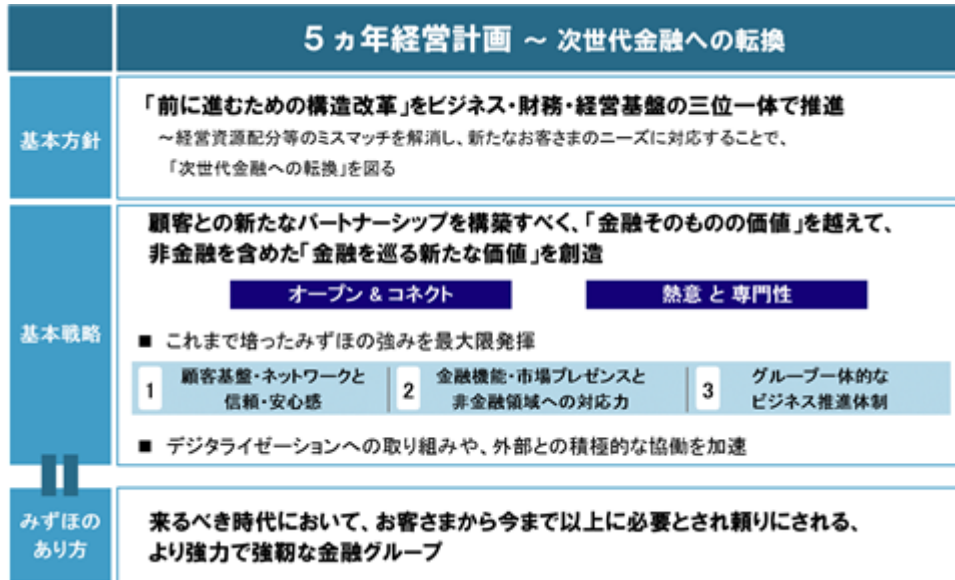 5ヵ年経営計画 ～ 次世代金融への転換
基本方針
「前に進むための構造改革」をビジネス・財務・経営基盤の三位一体で推進
～経営資源配分等のミスマッチを解消し、新たなお客さまのニーズに対応することで、
「次世代金融への転換」を図る
基本戦略
顧客との新たなパートナーシップを構築すべく、「金融そのものの価値」を越えて、
非金融を含めた「金融を巡る新たな価値」を創造
オープン & コネクト
熱意 と 専門性
■ これまで培ったみずほの強みを最大限発揮
1
顧客基盤・ネットワークと
信頼・安心感
2
金融機能・市場プレゼンスと
非金融領域への対応力
3
グループ一体的な
ビジネス推進体制
■ デジタライゼーションへの取り組みや、外部との積極的な協働を加速
みずほの
あり方
来るべき時代において、お客さまから今まで以上に必要とされ頼りにされる、
より強力で強靭な金融グループ